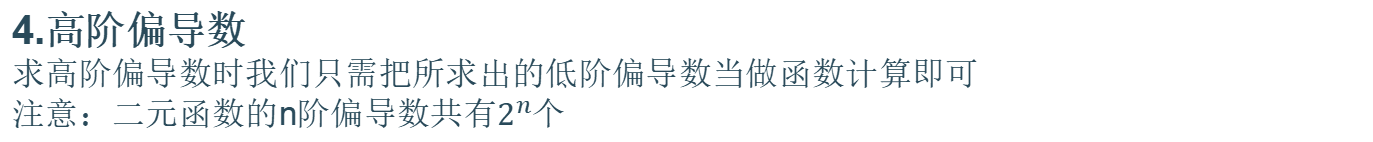 4.高阶偏导数
求高阶偏导数时我们只需把所求出的低阶偏导数当做函数计算即可
注意：二元函数的n阶偏导数共有$2^n$个